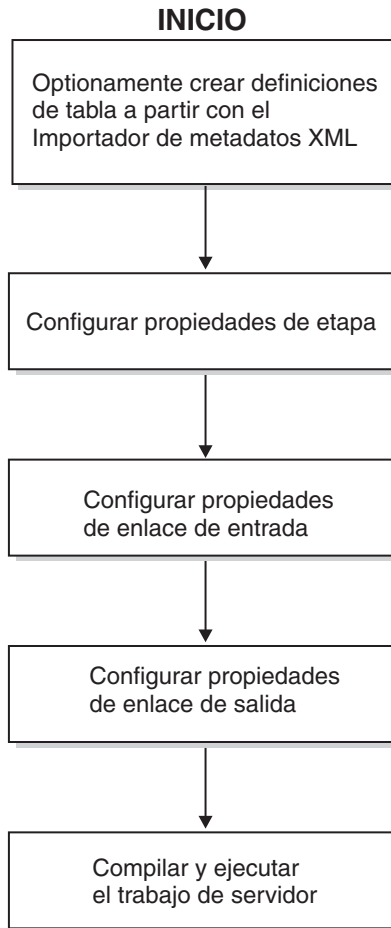 INICIO
Optionamente crear definiciones
de tabla a partir con el
Importador de metadatos XML
Configurar propiedades de etapa
Configurar propiedades
de enlace de entrada
Configurar propiedades
de enlace de salida
Compilar y ejecutar
el trabajo de servidor